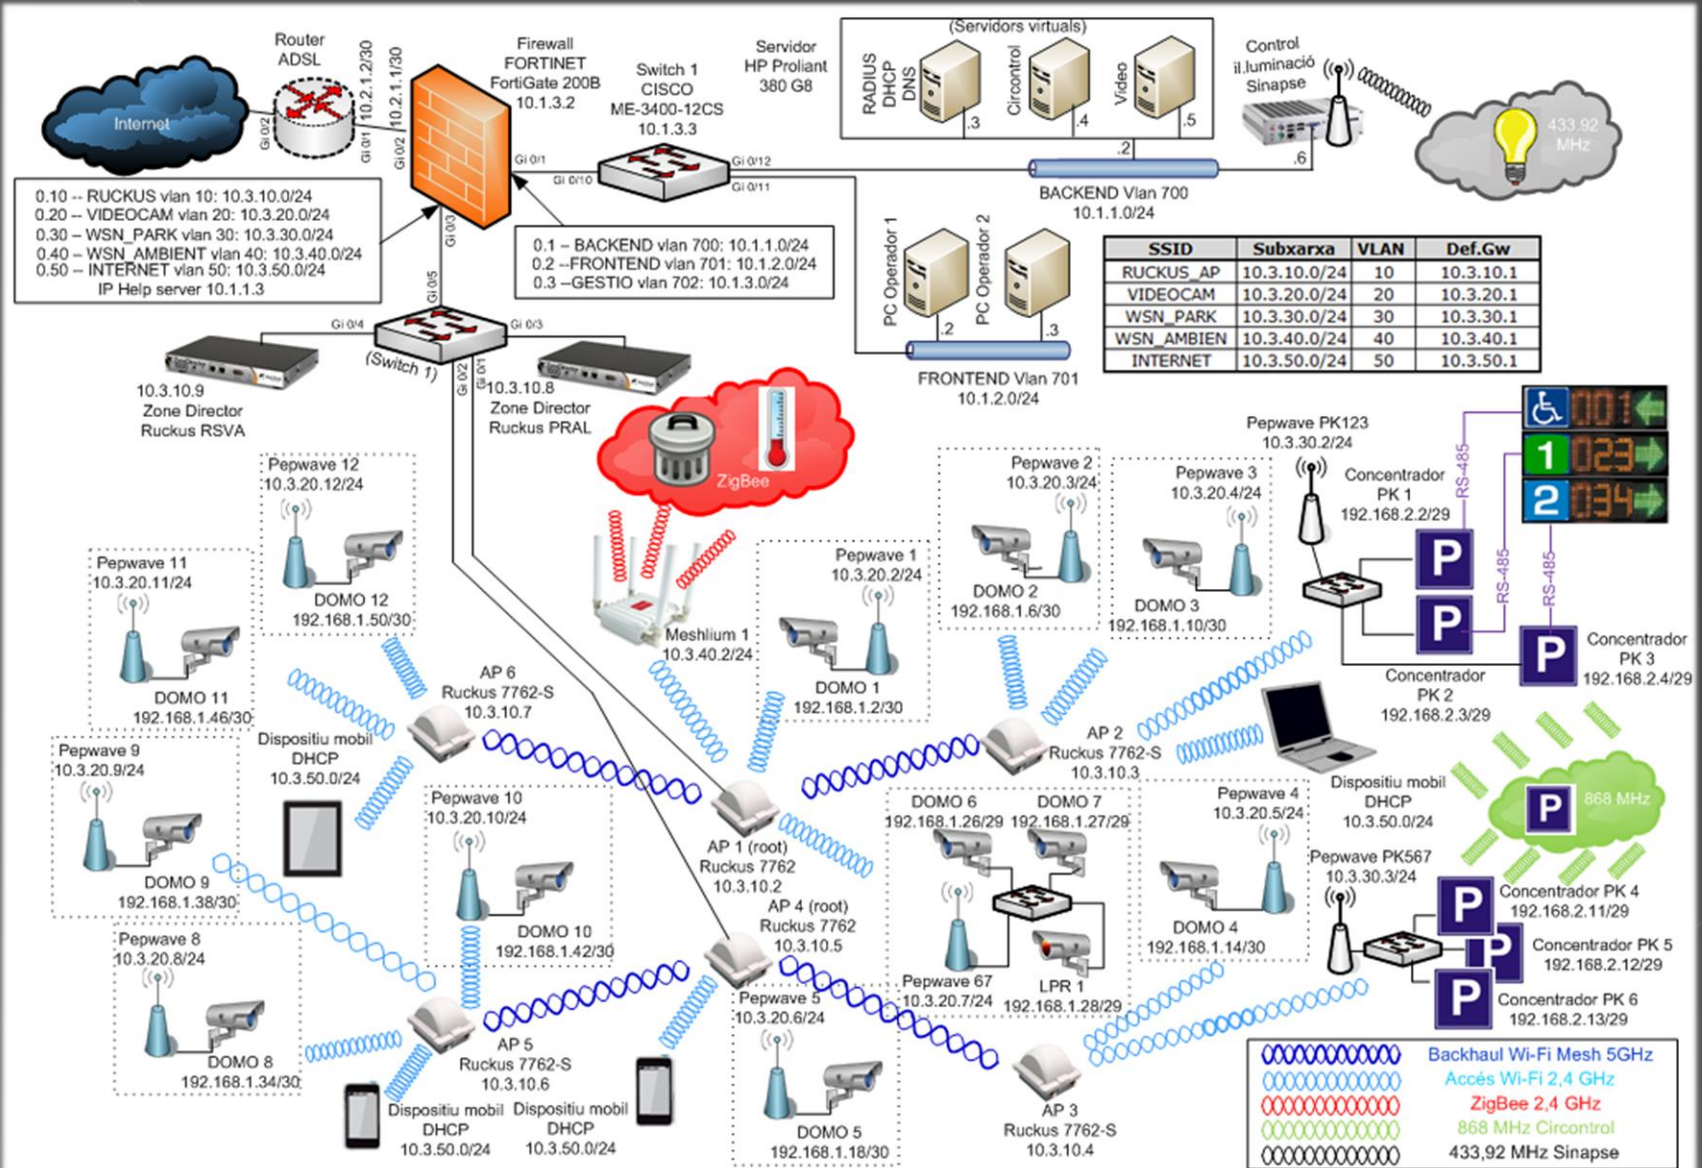 Router
ADSL
Internet
Gi 0/2
Gi 0/1
10.2.1.2/30
Gi 0/2
10.2.1.1/30
Firewall
FORTINET
FortiGate 200B
10.1.3.2
Gi 0/1
Gi 0/3
Switch 1
CISCO
ME-3400-12CS
10.1.3.3
Gi 0/10
Gi 0/12
Gi 0/11
Servidor
HP Proliant
380 G8
(Servidors virtuals)
RADIUS
DHCP
DNS
.3
Circontrol
.4
Video
.5
.2
Control
il.luminació
Sinapse
.6
433,92
MHz
BACKEND Vlan 700
10.1.1.0/24
0.10 -- RUCKUS vlan 10: 10.3.10.0/24
0.20 – VIDEOCAM vlan 20: 10.3.20.0/24
0.30 – WSN_PARK vlan 30: 10.3.30.0/24
0.40 – WSN_AMBIENT vlan 40: 10.3.40.0/24
0.50 – INTERNET vlan 50: 10.3.50.0/24
IP Help server 10.1.1.3
0.1 – BACKEND vlan 700: 10.1.1.0/24
0.2 --FRONTEND vlan 701: 10.1.2.0/24
0.3 --GESTIO vlan 702: 10.1.3.0/24
PC Operador 1
.2
PC Operador 2
.3
FRONTEND Vlan 701
10.1.2.0/24
SSID Subxarxa VLAN Def.Gw
RUCKUS_AP 10.3.10.0/24 10 10.3.10.1
VIDEOCAM 10.3.20.0/24 20 10.3.20.1
WSN_PARK 10.3.30.0/24 30 10.3.30.1
WSN_AMBIEN 10.3.40.0/24 40 10.3.40.1
INTERNET 10.3.50.0/24 50 10.3.50.1
Gi 0/5
Gi 0/4
Gi 0/3
(Switch 1)
Gi 0/2
Gi 0/1
10.3.10.9
Zone Director
Ruckus RSVA
10.3.10.8
Zone Director
Ruckus PRAL
ZigBee
Meshlium 1
10.3.40.2/24
Pepwave 12
10.3.20.12/24
DOMO 12
192.168.1.50/30
Pepwave 11
10.3.20.11/24
DOMO 11
192.168.1.46/30
Pepwave 1
10.3.20.2/24
DOMO 1
192.168.1.2/30
Pepwave 2
10.3.20.3/24
DOMO 2
192.168.1.6/30
Pepwave 3
10.3.20.4/24
DOMO 3
192.168.1.10/30
Pepwave PK123
10.3.30.2/24
Concentrador
PK 1
192.168.2.2/29
P
P
P
RS-485
RS-485
RS-485
001
1 023
2 034
Concentrador
PK 2
192.168.2.3/29
Concentrador
PK 3
192.168.2.4/29
AP 6
Ruckus 7762-S
10.3.10.7
Dispositiu mobil
DHCP
10.3.50.0/24
Pepwave 9
10.3.20.9/24
DOMO 9
192.168.1.38/30
Pepwave 10
10.3.20.10/24
DOMO 10
192.168.1.42/30
AP 1 (root)
Ruckus 7762
10.3.10.2
AP 2
Ruckus 7762-S
10.3.10.3
Dispositiu mobil
DHCP
10.3.50.0/24
P
868 MHz
DOMO 6
192.168.1.26/29
DOMO 7
192.168.1.27/29
Pepwave 67
10.3.20.7/24
LPR 1
192.168.1.28/29
Pepwave 4
10.3.20.5/24
DOMO 4
192.168.1.14/30
Pepwave PK567
10.3.30.3/24
P
P
P
Concentrador PK 4
192.168.2.11/29
Concentrador PK 5
192.168.2.12/29
Concentrador PK 6
192.168.2.13/29
AP 4 (root)
Ruckus 7762
10.3.10.5
Pepwave 8
10.3.20.8/24
DOMO 8
192.168.1.34/30
AP 5
Ruckus 7762-S
10.3.10.6
Dispositiu mobil
DHCP
10.3.50.0/24
Dispositiu mobil
DHCP
10.3.50.0/24
Pepwave 5
10.3.20.6/24
DOMO 5
192.168.1.18/30
AP 3
Ruckus 7762-S
10.3.10.4
Backhaul Wi-Fi Mesh 5GHz
Accés Wi-Fi 2,4 GHz
ZigBee 2,4 GHz
868 MHz Circontrol
433,92 MHz Sinapse